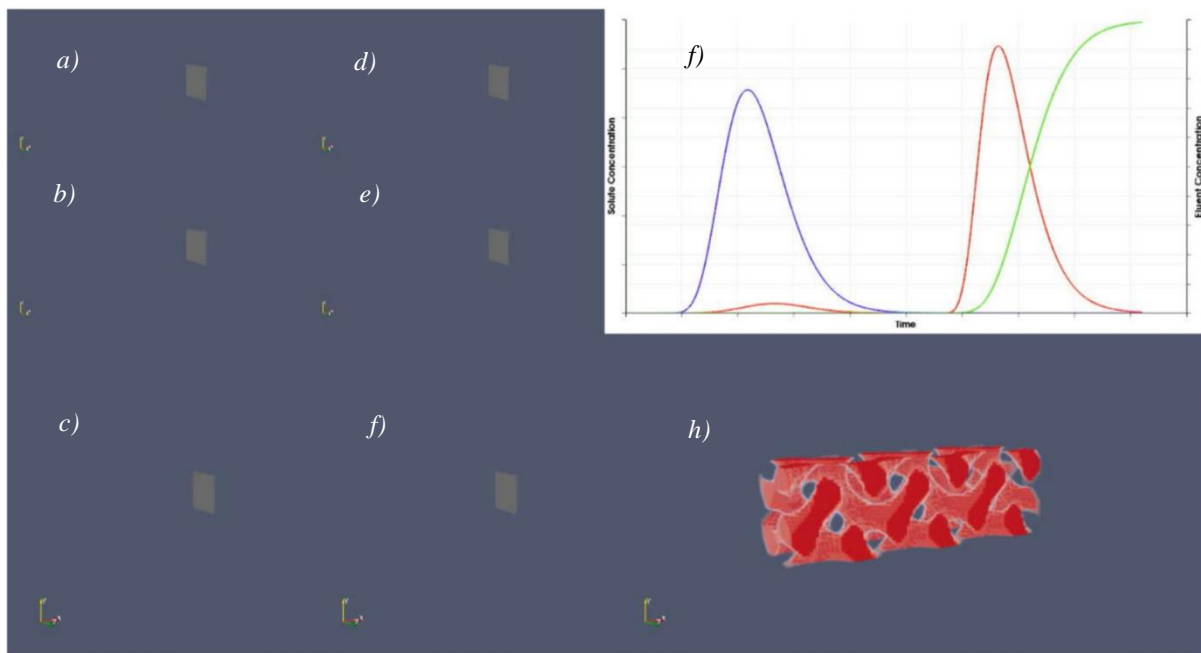 a)
d)
f)
b)
e)
Solute Concentration
Eluent Concentration
Time
c)
f)
h)